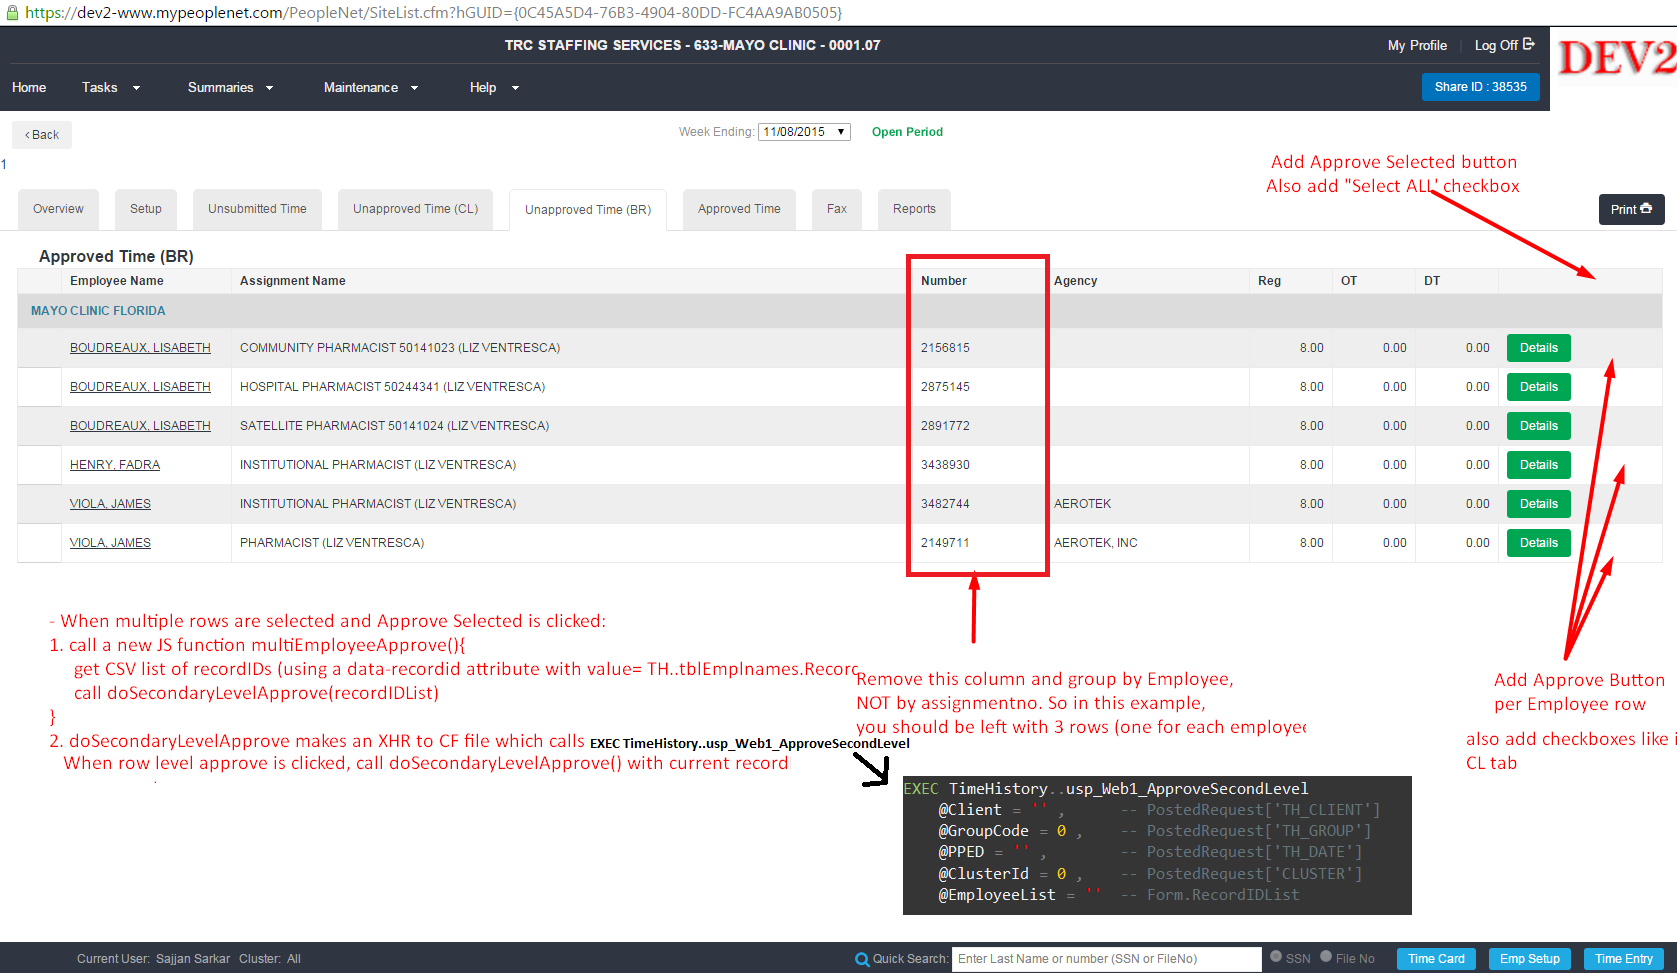 https://dev2-www.mypeoplenet.com/PeopleNet/SiteList.cfm?hGUID={0C45A5D4-76B3-4904-80DD-FC4AA9AB0505}
TRC STAFFING SERVICES - 633-MAYO CLINIC - 0001.07
My Profile | Log Off
DEV2
Home Tasks Summaries Maintenance Help
Share ID : 38535
‹ Back
Week Ending: 11/08/2015 Open Period
1
Add Approve Selected button
Also add "Select ALL' checkbox
Overview Setup Unsubmitted Time Unapproved Time (CL) Unapproved Time (BR) Approved Time Fax Reports
Print
Approved Time (BR)
Employee Name Assignment Name Number Agency Reg OT DT
MAYO CLINIC FLORIDA
BOUDREAUX, LISABETH COMMUNITY PHARMACIST 50141023 (LIZ VENTRESCA) 2156815 8.00 0.00 0.00 Details
BOUDREAUX, LISABETH HOSPITAL PHARMACIST 50244341 (LIZ VENTRESCA) 2875145 8.00 0.00 0.00 Details
BOUDREAUX, LISABETH SATELLITE PHARMACIST 50141024 (LIZ VENTRESCA) 2891772 8.00 0.00 0.00 Details
HENRY, FADRA INSTITUTIONAL PHARMACIST (LIZ VENTRESCA) 3438930 8.00 0.00 0.00 Details
VIOLA, JAMES INSTITUTIONAL PHARMACIST (LIZ VENTRESCA) 3482744 AEROTEK 8.00 0.00 0.00 Details
VIOLA, JAMES PHARMACIST (LIZ VENTRESCA) 2149711 AEROTEK, INC 8.00 0.00 0.00 Details
- When multiple rows are selected and Approve Selected is clicked:
1. call a new JS function multiEmployeeApprove(){
get CSV list of recordIDs (using a data-recordid attribute with value= TH..tblEmplnames.Recorc
call doSecondaryLevelApprove(recordIDList)
}
2. doSecondaryLevelApprove makes an XHR to CF file which calls EXEC TimeHistory..usp_Web1_ApproveSecondLevel
When row level approve is clicked, call doSecondaryLevelApprove() with current record
Remove this column and group by Employee,
NOT by assignmentno. So in this example,
you should be left with 3 rows (one for each employee
Add Approve Button
per Employee row
also add checkboxes like i
CL tab
EXEC TimeHistory..usp_Web1_ApproveSecondLevel
@Client = '' , -- PostedRequest['TH_CLIENT']
@GroupCode = 0 , -- PostedRequest['TH_GROUP']
@PPED = '' , -- PostedRequest['TH_DATE']
@ClusterId = 0 , -- PostedRequest['CLUSTER']
@EmployeeList = '' -- Form.RecordIDList
Current User: Sajjan Sarkar Cluster: All
Quick Search: Enter Last Name or number (SSN or FileNo) SSN File No Time Card Emp Setup Time Entry